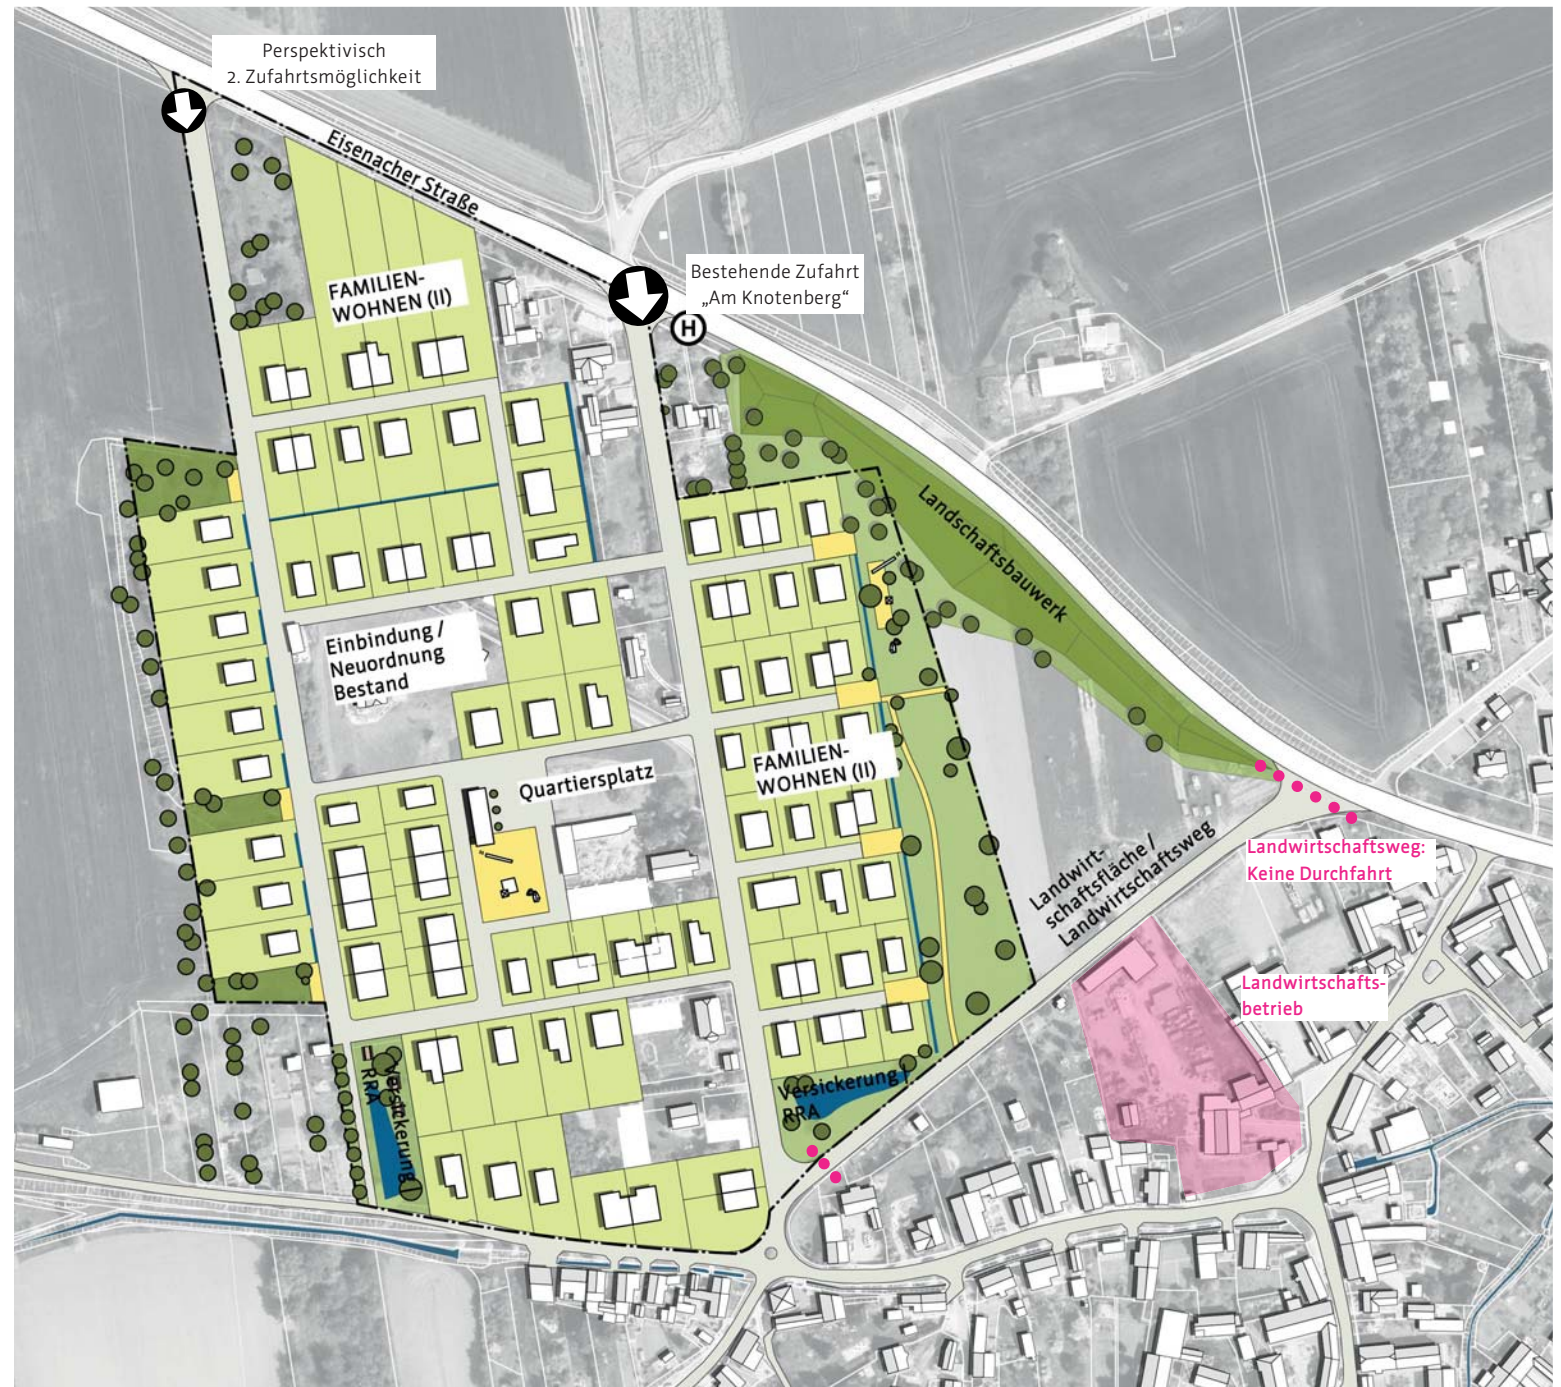 Perspektivisch
2. Zufahrtsmöglichkeit
Eisenacher Straße
Bestehende Zufahrt
„Am Knotenberg“
H
FAMILIEN-
WOHNEN (II)
Landschaftsbauwerk
Einbindung /
Neuordnung
Bestand
Quartiersplatz
FAMILIEN-
WOHNEN (II)
Landwirt-
schaftsfläche /
Landwirtschaftsweg
Landwirtschaftsweg:
Keine Durchfahrt
Landwirtschafts-
betrieb
Versickerung
RRA
Versickerung /
RRA